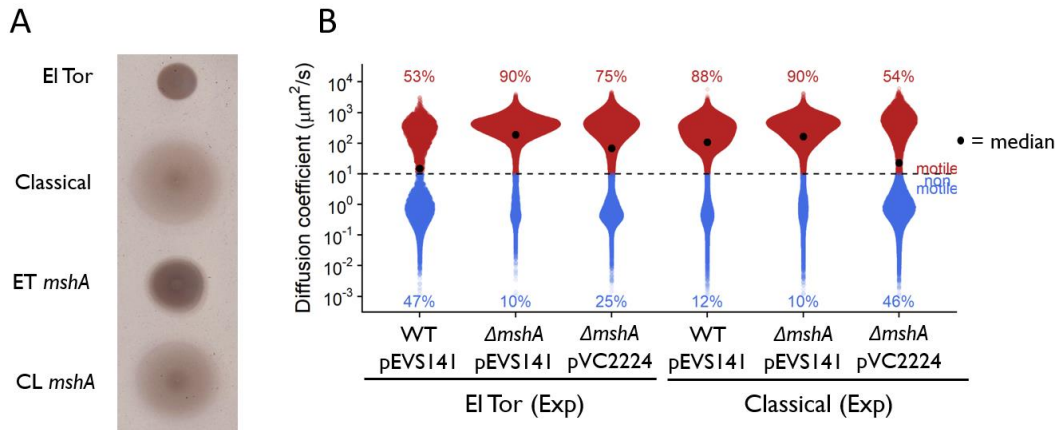 A
El Tor
Classical
ET mshA
CL mshA
B
Diffusion coefficient (μm²/s)
10⁴
10³
10²
10¹
10⁰
10⁻¹
10⁻²
10⁻³
53% 90% 75% 88% 90% 54%
• = median
motile
non
motile
47% 10% 25% 12% 10% 46%
WT ΔmshA ΔmshA WT ΔmshA ΔmshA
pEVS141 pEVS141 pVC2224 pEVS141 pEVS141 pVC2224
El Tor (Exp) Classical (Exp)